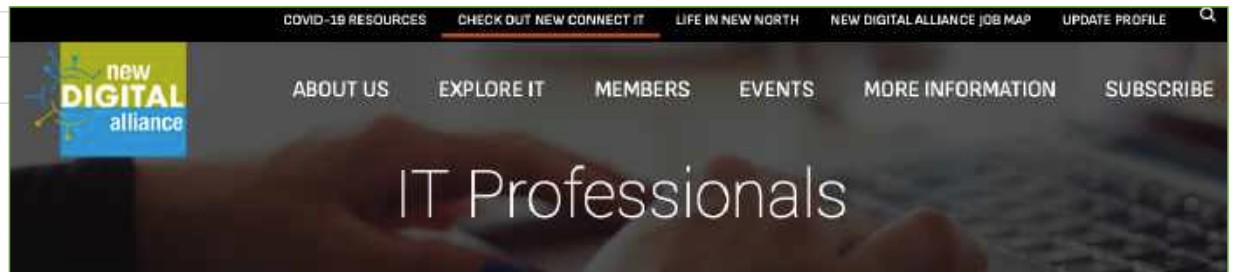 COVID-19 RESOURCES CHECK OUT NEW CONNECT IT LIFE IN NEW NORTH NEW DIGITAL ALLIANCE JOB MAP UPDATE PROFILE
new
DIGITAL
alliance
ABOUT US EXPLORE IT MEMBERS EVENTS MORE INFORMATION SUBSCRIBE
IT Professionals